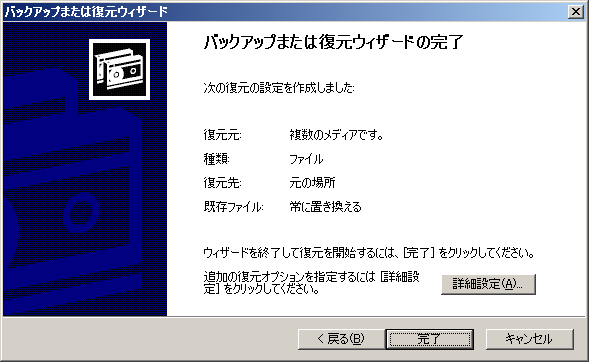 バックアップまたは復元ウィザード
バックアップまたは復元ウィザードの完了
次の復元の設定を作成しました:
復元元: 複数のメディアです。
種類: ファイル
復元先: 元の場所
既存ファイル: 常に置き換える
ウィザードを終了して復元を開始するには、[完了] をクリックしてください。
追加の復元オプションを指定するには [詳細設
定] をクリックしてください。
詳細設定(A)...
< 戻る(B)
完了
キャンセル